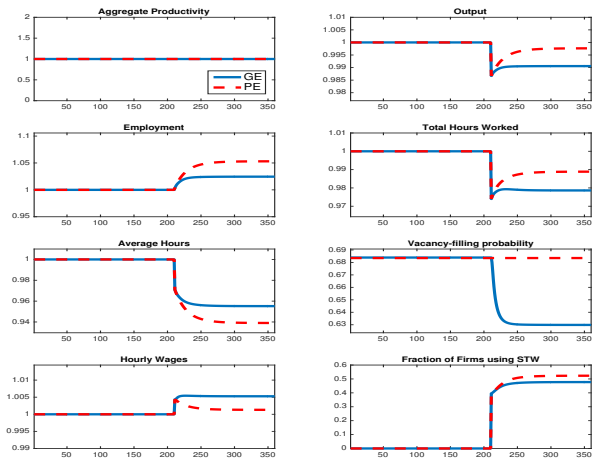 Aggregate Productivity
2
1.5
1
0.5
0
50 100 150 200 250 300 350
GE
PE
Output
1.01
1.005
1
0.995
0.99
0.985
0.98
50 100 150 200 250 300 350
Employment
1.1
1.05
1
0.95
50 100 150 200 250 300 350
Total Hours Worked
1.01
1
0.99
0.98
0.97
50 100 150 200 250 300 350
Average Hours
1
0.98
0.96
0.94
50 100 150 200 250 300 350
Vacancy-filling probability
0.69
0.68
0.67
0.66
0.65
0.64
0.63
50 100 150 200 250 300 350
Hourly Wages
1.01
1.005
1
0.995
0.99
50 100 150 200 250 300 350
Fraction of Firms using STW
0.6
0.5
0.4
0.3
0.2
0.1
0
50 100 150 200 250 300 350